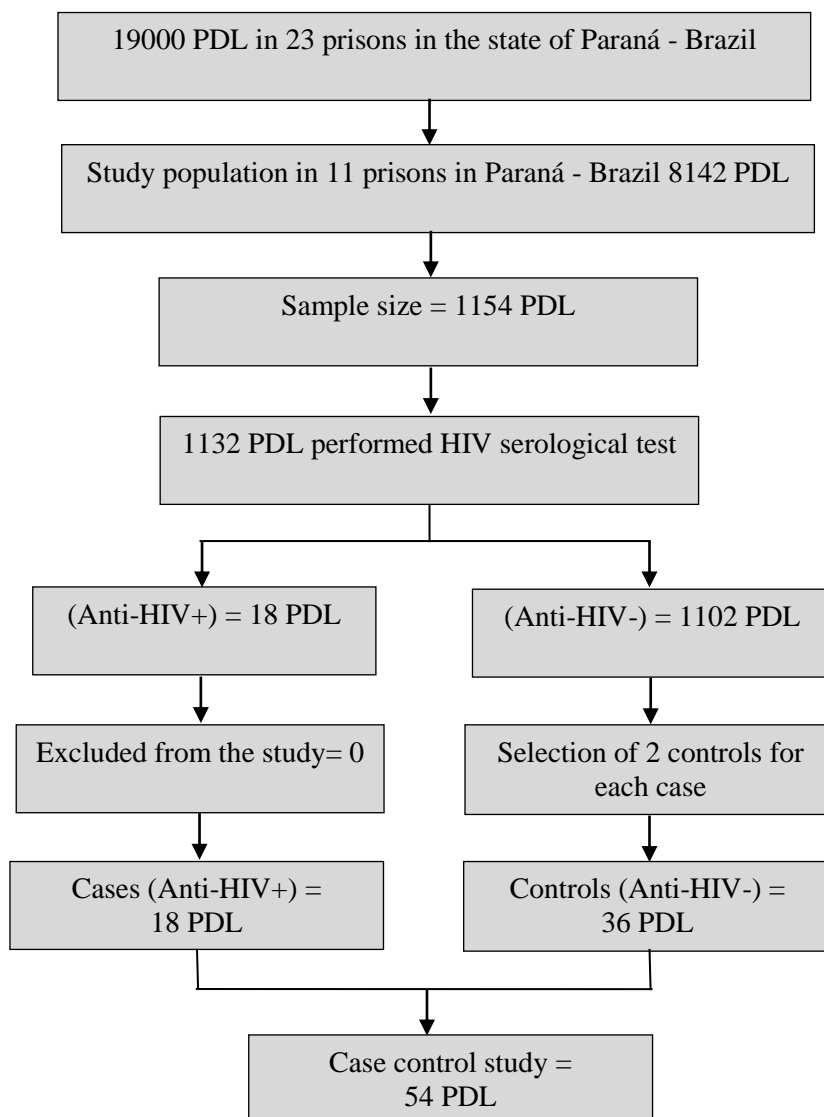 19000 PDL in 23 prisons in the state of Paraná - Brazil
Study population in 11 prisons in Paraná - Brazil 8142 PDL
Sample size = 1154 PDL
1132 PDL performed HIV serological test
(Anti-HIV+) = 18 PDL
(Anti-HIV-) = 1102 PDL
Excluded from the study= 0
Selection of 2 controls for
each case
Cases (Anti-HIV+) =
18 PDL
Controls (Anti-HIV-) =
36 PDL
Case control study =
54 PDL